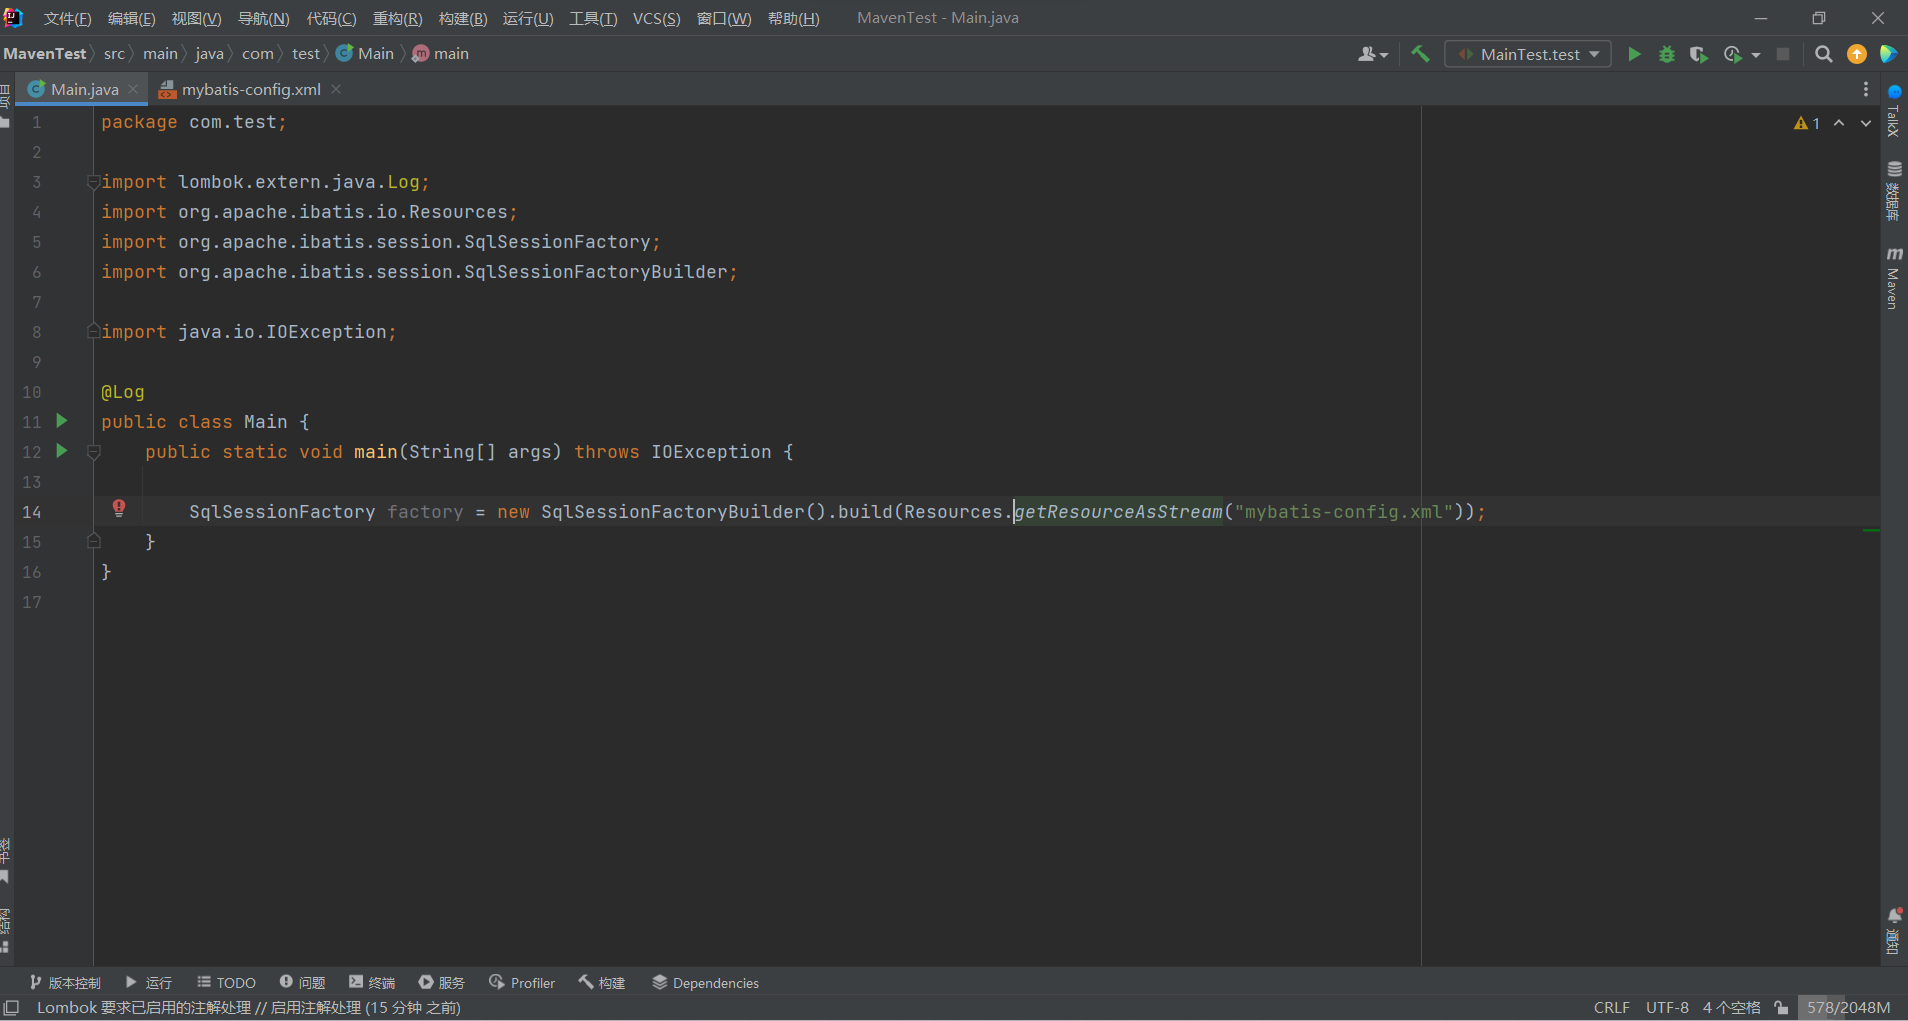 文件(F) 编辑(E) 视图(V) 导航(N) 代码(C) 重构(R) 构建(B) 运行(U) 工具(T) VCS(S) 窗口(W) 帮助(H) MavenTest - Main.java
MavenTest src main java com test Main main MainTest.test
Main.java mybatis-config.xml
项目
1 package com.test;
2
3 import lombok.extern.java.Log;
4 import org.apache.ibatis.io.Resources;
5 import org.apache.ibatis.session.SqlSessionFactory;
6 import org.apache.ibatis.session.SqlSessionFactoryBuilder;
7
8 import java.io.IOException;
9
10 @Log
11 public class Main {
12 public static void main(String[] args) throws IOException {
13
14 SqlSessionFactory factory = new SqlSessionFactoryBuilder().build(Resources.getResourceAsStream("mybatis-config.xml"));
15 }
16 }
17
1
TalkX
数据库
m Maven
书签
结构
通知
版本控制 运行 TODO 问题 终端 服务 Profiler 构建 Dependencies
Lombok 要求已启用的注解处理 // 启用注解处理 (15 分钟 之前) CRLF UTF-8 4 个空格 578/2048M